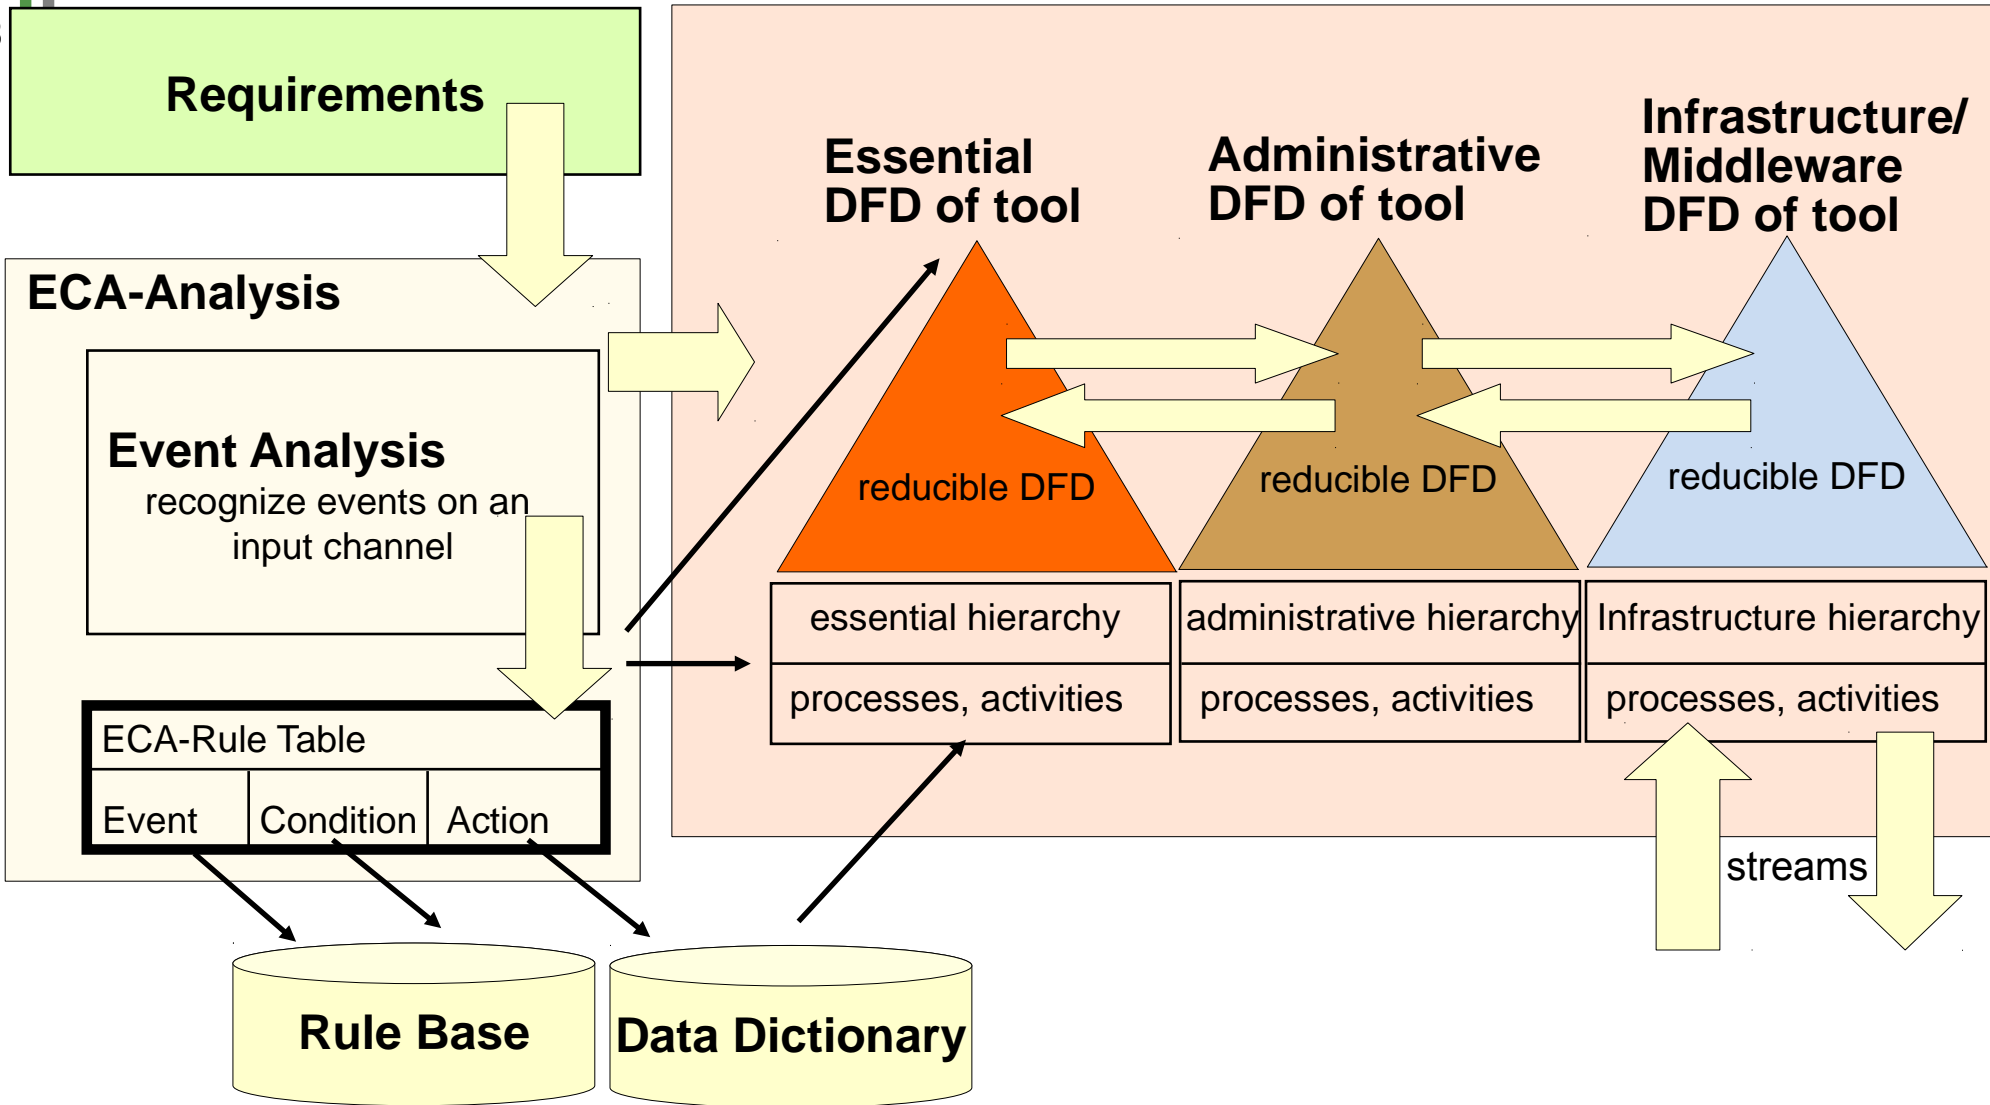 Requirements
ECA-Analysis
Event Analysis
recognize events on an
input channel
ECA-Rule Table
Event
Condition
Action
Rule Base
Data Dictionary
Essential
DFD of tool
Administrative
DFD of tool
Infrastructure/
Middleware
DFD of tool
reducible DFD
reducible DFD
reducible DFD
essential hierarchy
administrative hierarchy
Infrastructure hierarchy
processes, activities
processes, activities
processes, activities
streams